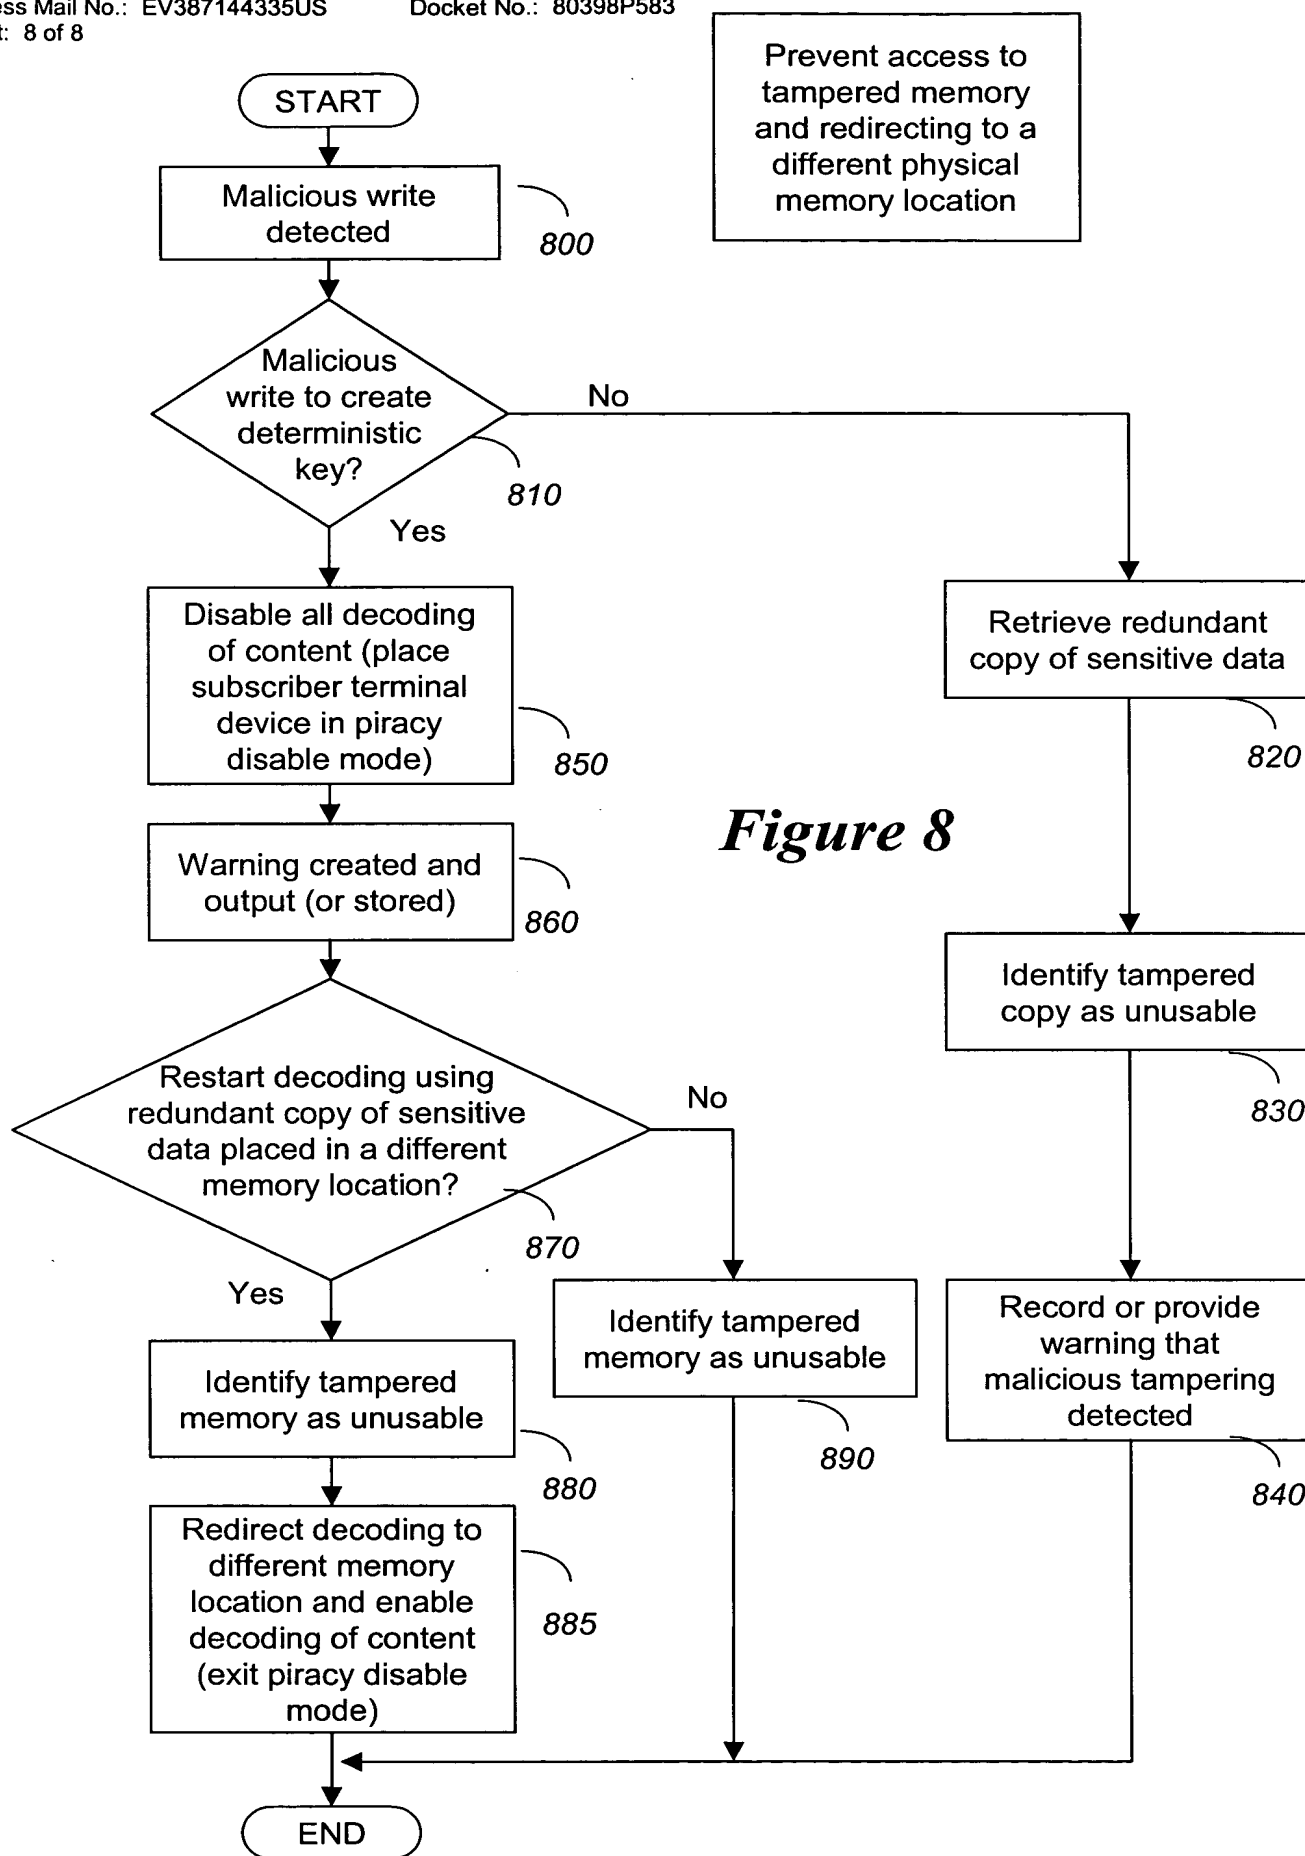 ess Mail No.: EV387144335US Docket No.: 80398P583
t: 8 of 8
Prevent access to
tampered memory
and redirecting to a
different physical
memory location
START
Malicious write
detected
800
Malicious
write to create
deterministic
key?
810
No
Yes
Disable all decoding
of content (place
subscriber terminal
device in piracy
disable mode)
850
Retrieve redundant
copy of sensitive data
820
Figure 8
Warning created and
output (or stored)
860
Identify tampered
copy as unusable
830
Restart decoding using
redundant copy of sensitive
data placed in a different
memory location?
870
No
Yes
Identify tampered
memory as unusable
890
Record or provide
warning that
malicious tampering
detected
840
Identify tampered
memory as unusable
880
Redirect decoding to
different memory
location and enable
decoding of content
(exit piracy disable
mode)
885
END